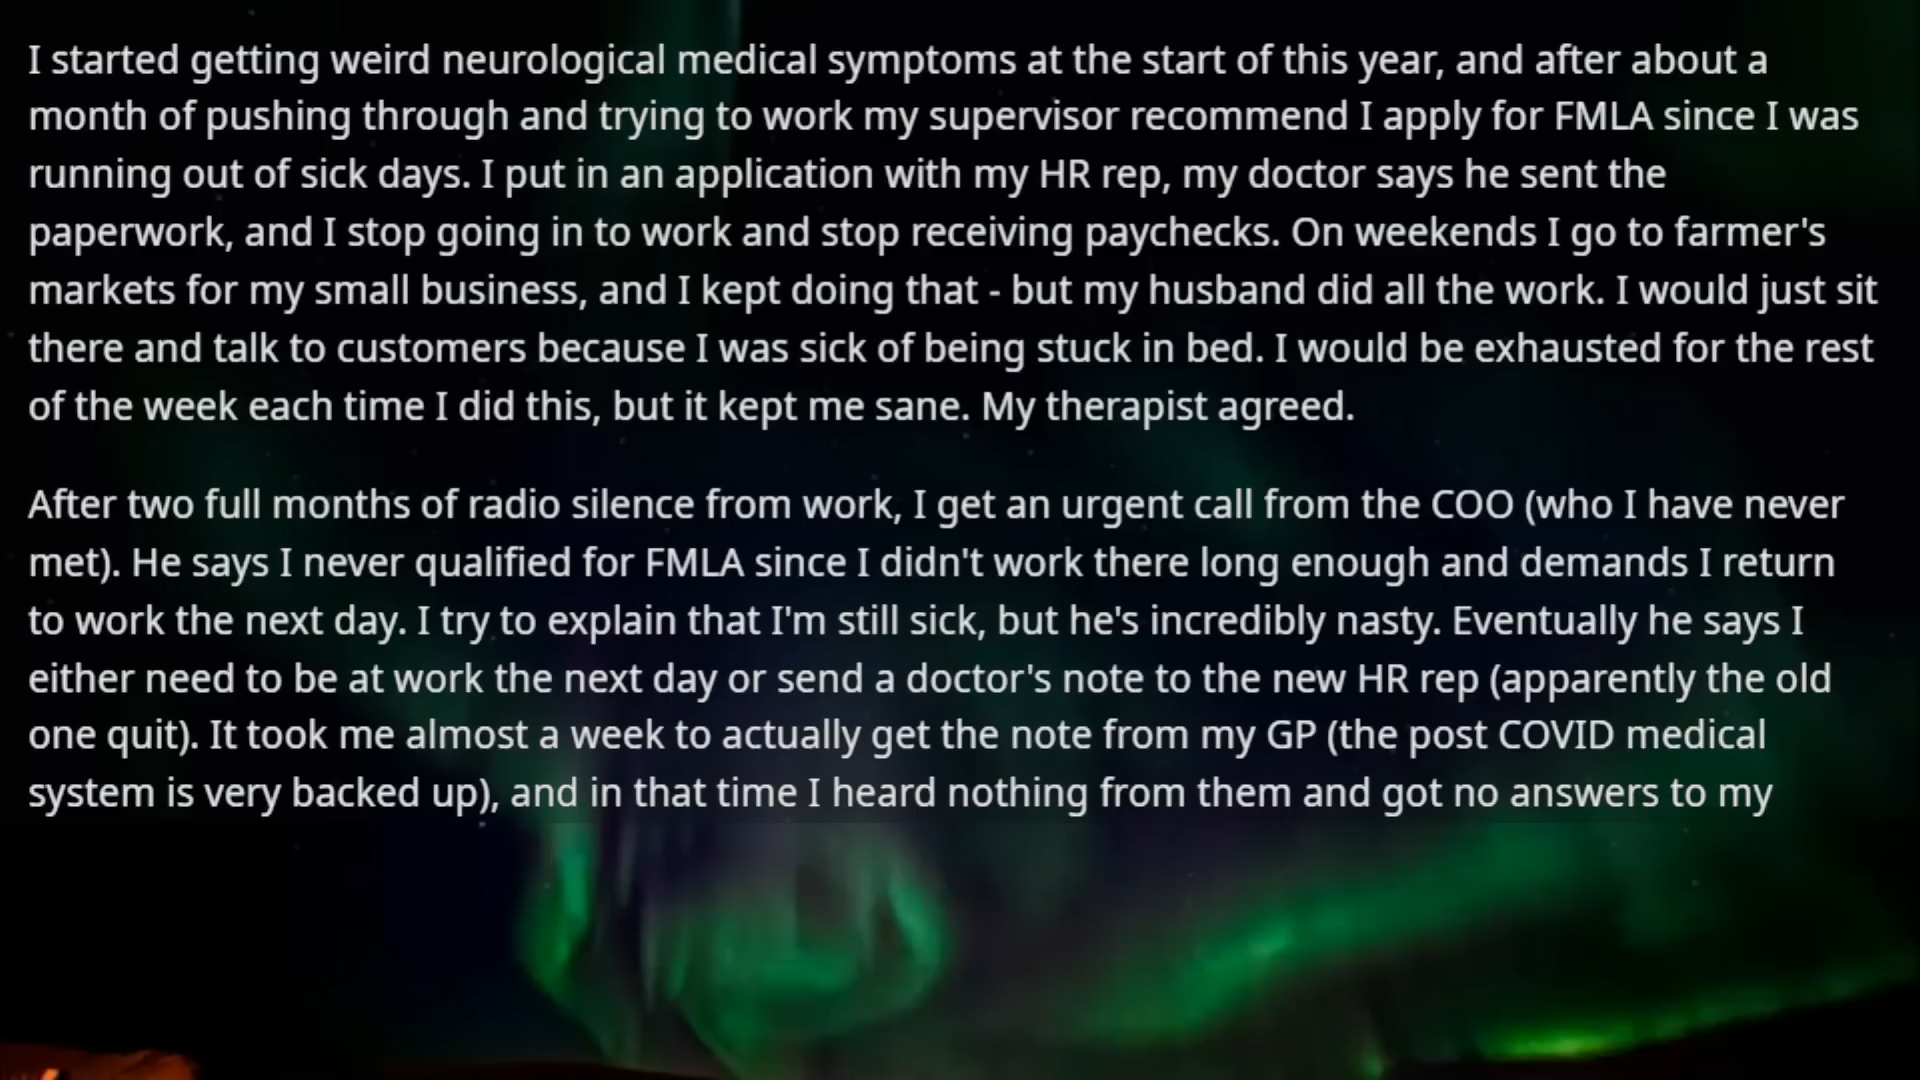 I started getting weird neurological medical symptoms at the start of this year, and after about a
month of pushing through and trying to work my supervisor recommend I apply for FMLA since I was
running out of sick days. I put in an application with my HR rep, my doctor says he sent the
paperwork, and I stop going in to work and stop receiving paychecks. On weekends I go to farmer's
markets for my small business, and I kept doing that - but my husband did all the work. I would just sit
there and talk to customers because I was sick of being stuck in bed. I would be exhausted for the rest
of the week each time I did this, but it kept me sane. My therapist agreed.
After two full months of radio silence from work, I get an urgent call from the COO (who I have never
met). He says I never qualified for FMLA since I didn't work there long enough and demands I return
to work the next day. I try to explain that I'm still sick, but he's incredibly nasty. Eventually he says I
either need to be at work the next day or send a doctor's note to the new HR rep (apparently the old
one quit). It took me almost a week to actually get the note from my GP (the post COVID medical
system is very backed up), and in that time I heard nothing from them and got no answers to my